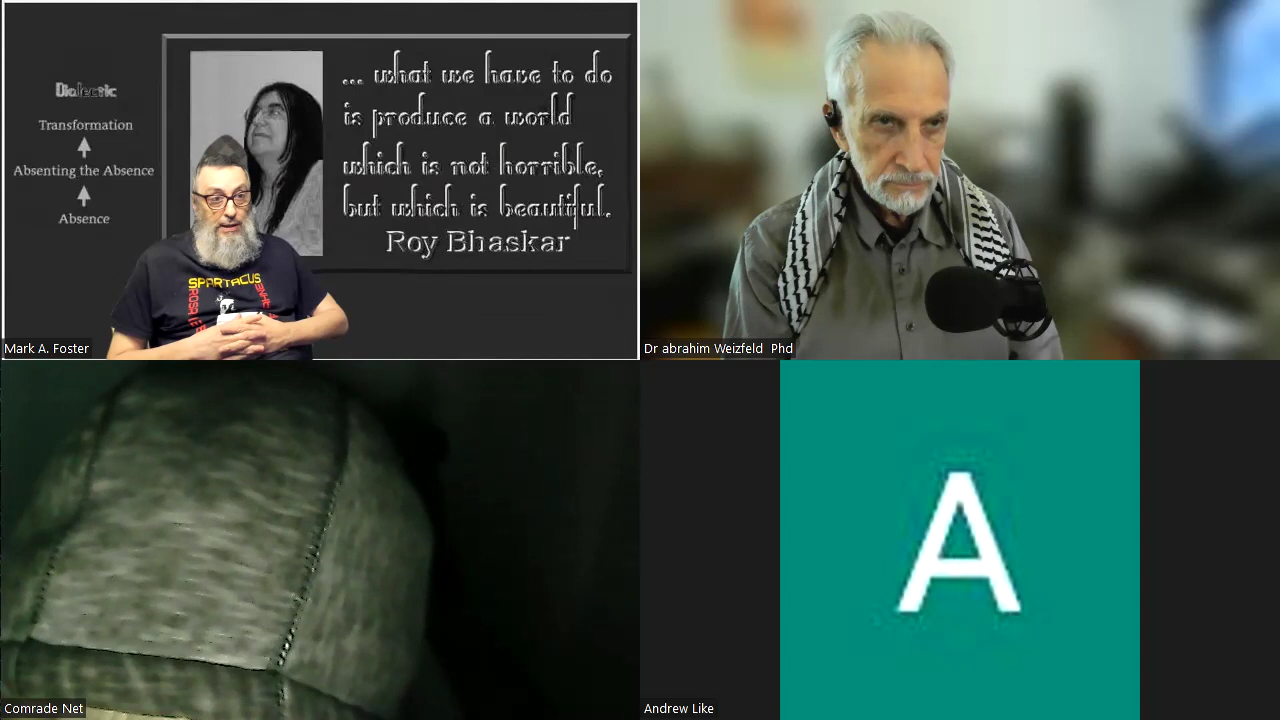 Dialectic
Transformation
Absenting the Absence
Absence
... what we have to do
is produce a world
which is not horrible,
but which is beautiful.
Roy Bhaskar
SPARTACUS
ROSA
Mark A. Foster
Dr abrahim Weizfeld Phd
Comrade Net
A
Andrew Like